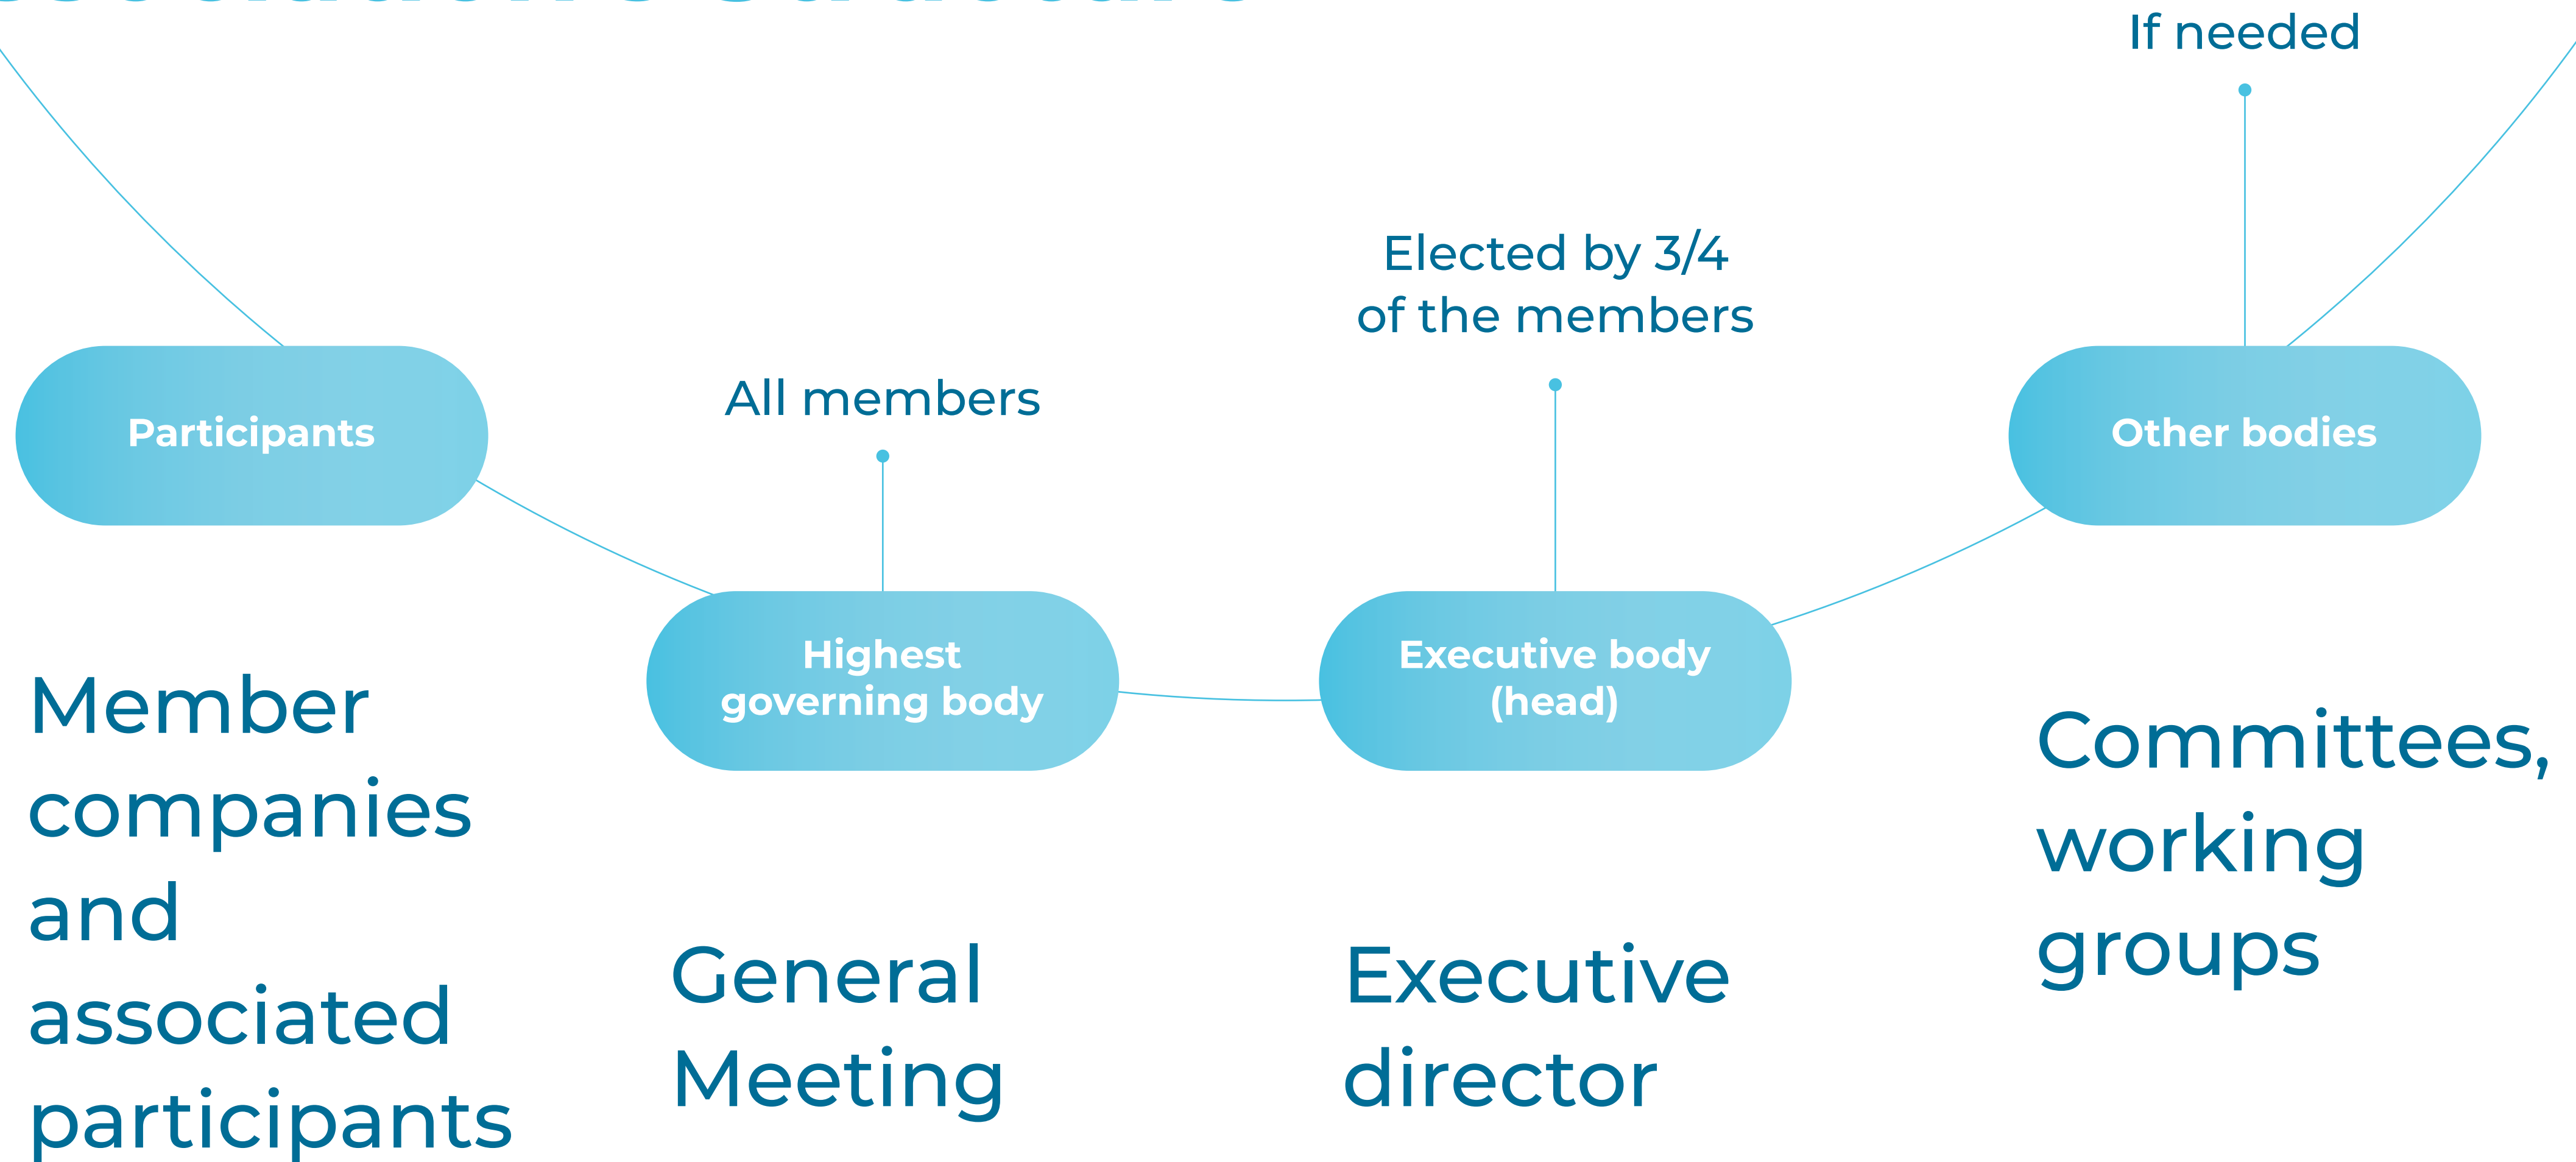 If needed
Elected by 3/4
of the members
All members
Participants
Other bodies
Highest
governing body
Executive body
(head)
Member
companies
and
associated
participants
General
Meeting
Executive
director
Committees,
working
groups